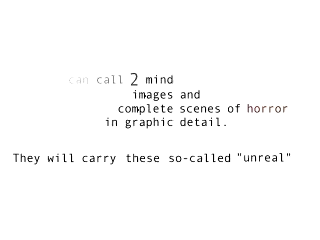 can call 2 mind
images and
complete scenes of horror
in graphic detail.
They will carry these so-called "unreal"